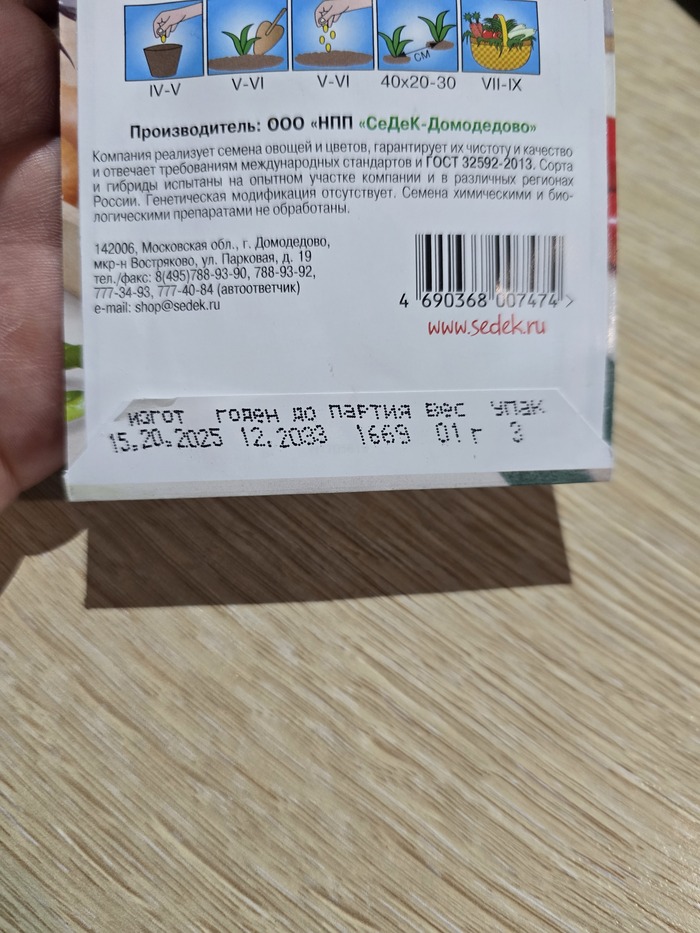 IV-V V-VI V-VI 40x20-30 VII-IX
СМ
Производитель: ООО «НПП «СеДеК-Домодедово»
Компания реализует семена овощей и цветов, гарантирует их чистоту и качество
и отвечает требованиям международных стандартов и ГОСТ 32592-2013. Сорта
и гибриды испытаны на опытном участке компании и в различных регионах
России. Генетическая модификация отсутствует. Семена химическими и био-
логическими препаратами не обработаны.
142006, Московская обл., г. Домодедово,
мкр-н Востряково, ул. Парковая, д. 19
тел./факс: 8(495)788-93-90, 788-93-92,
777-34-93, 777-40-84 (автоответчик)
e-mail: shop@sedek.ru
4 690368 007474 >
www.sedek.ru
изгот годен до партия вес упак
15.20.2025 12.2033 1669 01 г 3